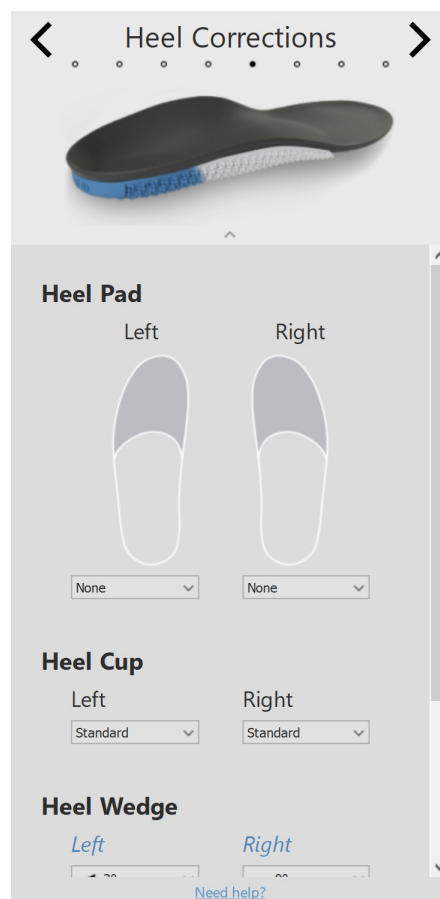 Heel Corrections
Heel Pad
Left Right
None None
Heel Cup
Left Right
Standard Standard
Heel Wedge
Left Right
Need help?